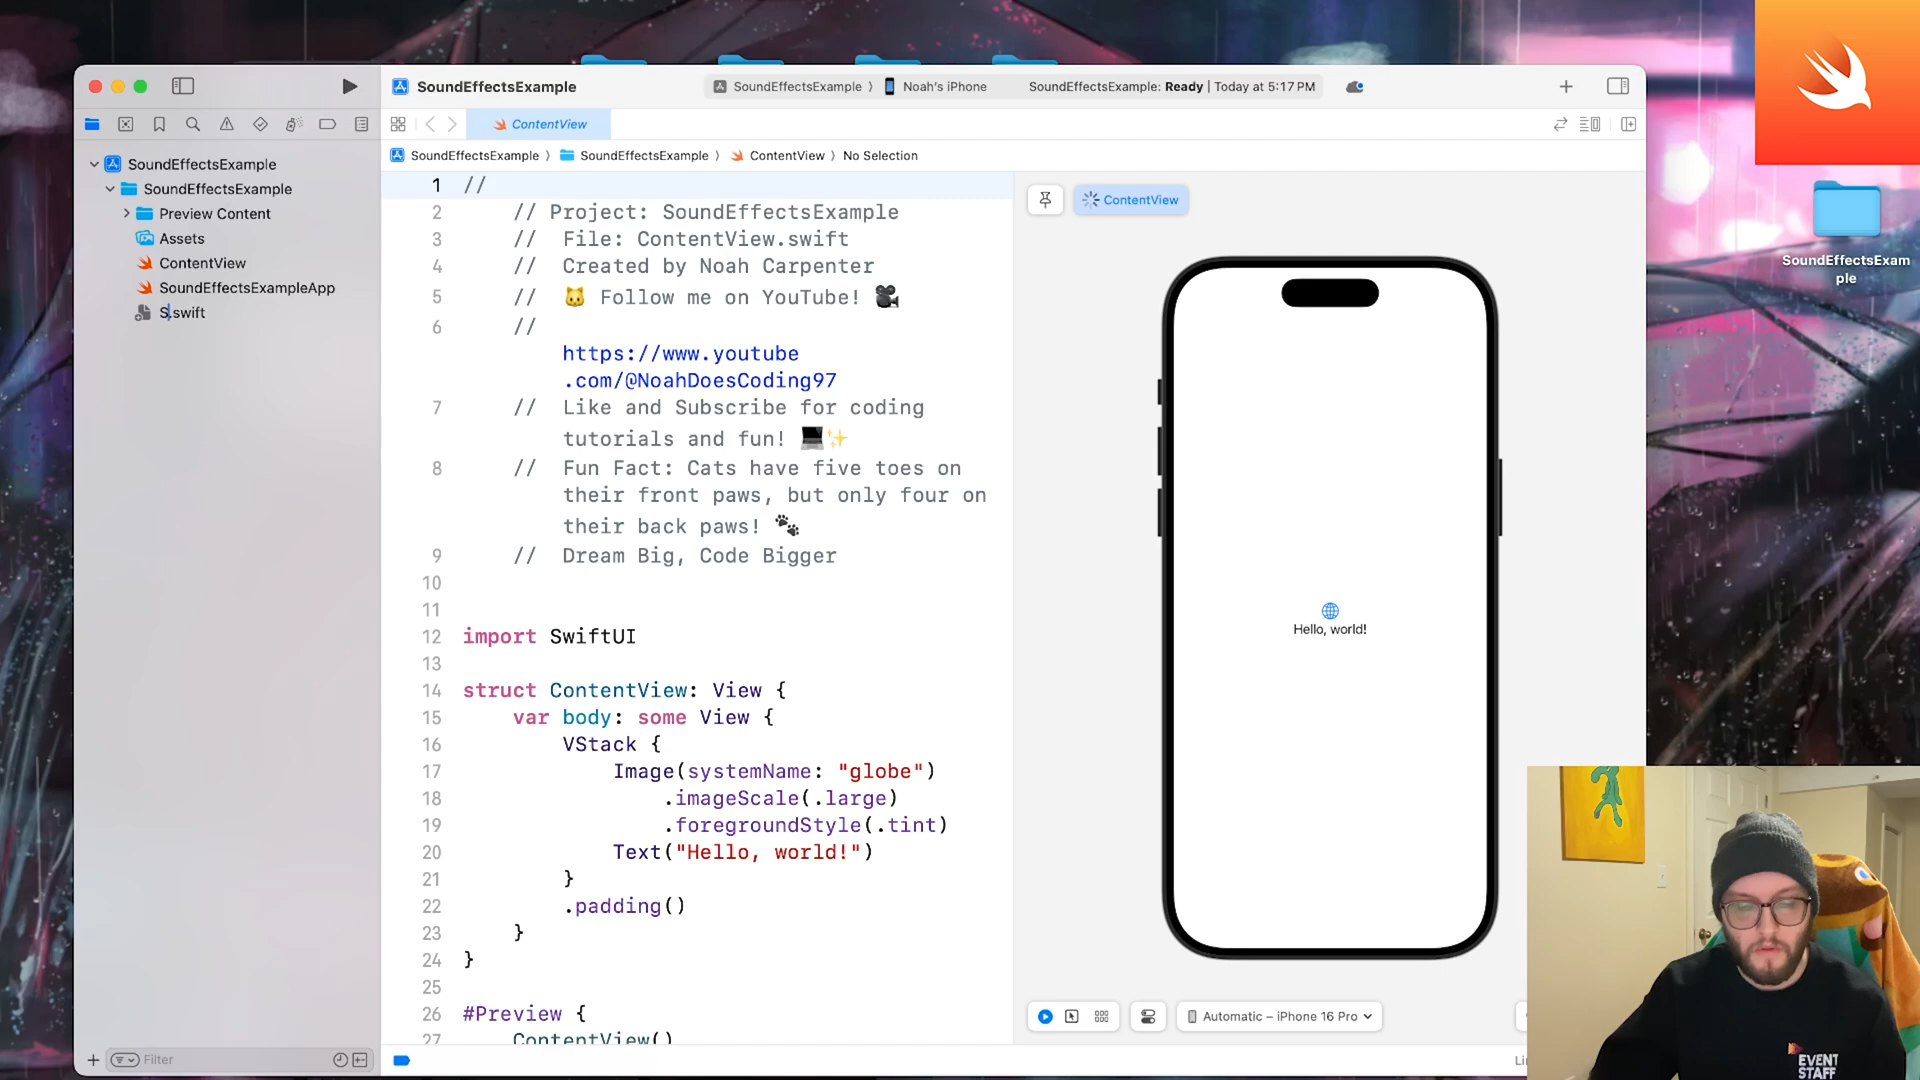 SoundEffectsExample
SoundEffectsExample 〉 Noah's iPhone
SoundEffectsExample: Ready | Today at 5:17 PM
ContentView
SoundEffectsExample 〉 SoundEffectsExample 〉 ContentView 〉 No Selection
SoundEffectsExample
SoundEffectsExample
Preview Content
Assets
ContentView
SoundEffectsExampleApp
S.swift
Filter
1 //
2 // Project: SoundEffectsExample
3 // File: ContentView.swift
4 // Created by Noah Carpenter
5 // 🐱 Follow me on YouTube! 🎥
6 //
https://www.youtube
.com/@NoahDoesCoding97
7 // Like and Subscribe for coding
tutorials and fun! 💻✨
8 // Fun Fact: Cats have five toes on
their front paws, but only four on
their back paws! 🐾
9 // Dream Big, Code Bigger
10
11
12 import SwiftUI
13
14 struct ContentView: View {
15 var body: some View {
16 VStack {
17 Image(systemName: "globe")
18 .imageScale(.large)
19 .foregroundStyle(.tint)
20 Text("Hello, world!")
21 }
22 .padding()
23 }
24 }
25
26 #Preview {
27 ContentView()
ContentView
Hello, world!
Automatic – iPhone 16 Pro
SoundEffectsExam
ple
EVENT
STAFF